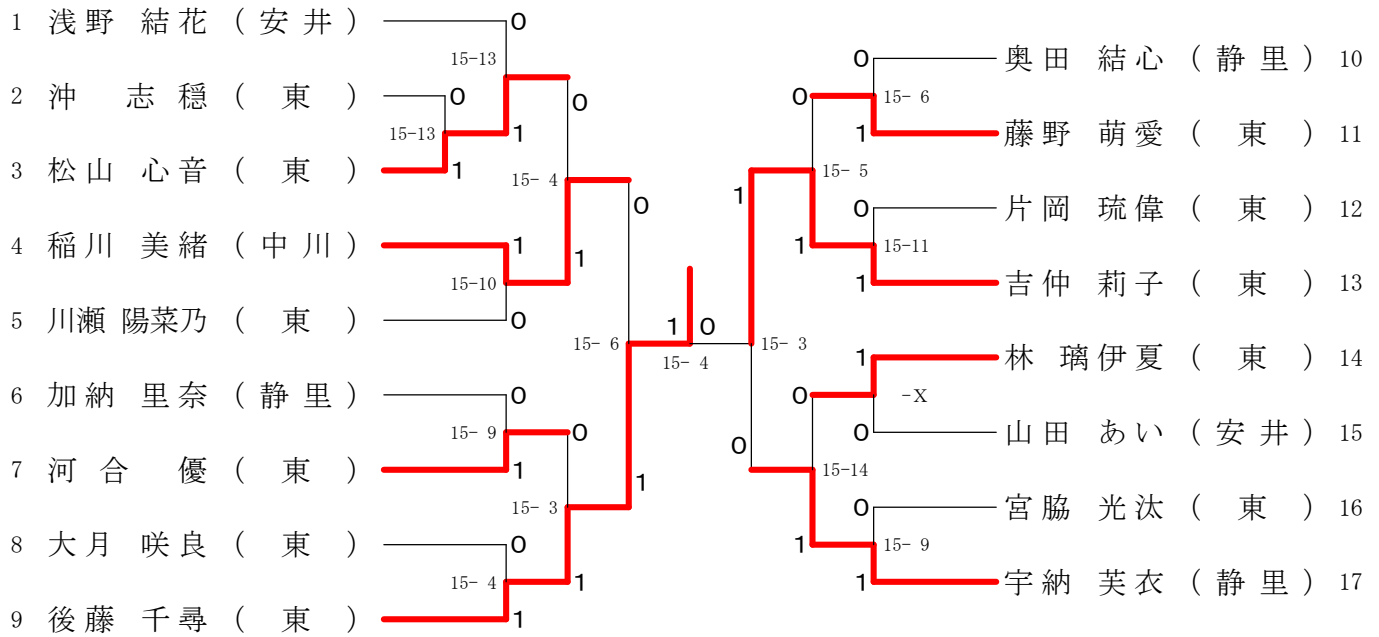 1 浅野 結花 ( 安井 )
0
15-13
2 沖 志穏 ( 東 )
0
0
15-13
1
3 松山 心音 ( 東 )
1
15- 4
0
4 稲川 美緒 ( 中川 )
1
1
15-10
5 川瀬 陽菜乃 ( 東 )
0
15- 6
6 加納 里奈 ( 静里 )
0
15- 9
0
7 河合 優 ( 東 )
1
1
15- 3
8 大月 咲良 ( 東 )
0
15- 4
1
9 後藤 千尋 ( 東 )
1
1 0
15- 4
0
奥田 結心 ( 静里 ) 10
0
15- 6
1
藤野 萌愛 ( 東 ) 11
15- 5
1
0
片岡 琉偉 ( 東 ) 12
1
15-11
1
吉仲 莉子 ( 東 ) 13
15- 3
1
林 璃伊夏 ( 東 ) 14
0
-X
0
山田 あい ( 安井 ) 15
0
15-14
0
宮脇 光汰 ( 東 ) 16
1
15- 9
1
宇納 芙衣 ( 静里 ) 17